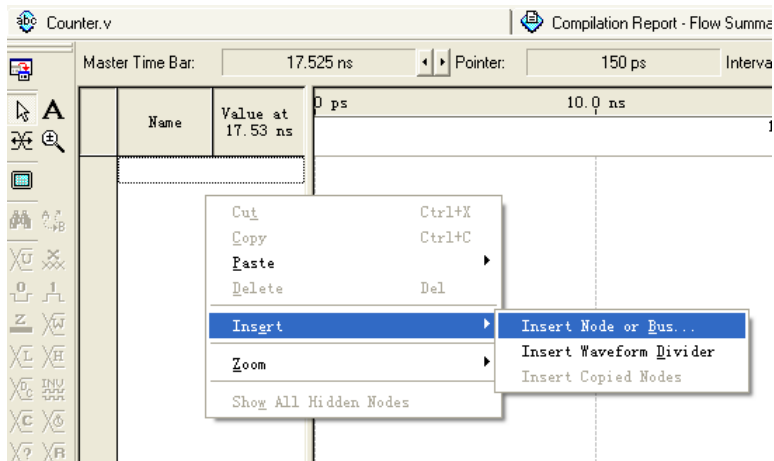 abc Counter.v Compilation Report - Flow Summa
Master Time Bar: 17.525 ns Pointer: 150 ps Interva
Name Value at 17.53 ns
0 ps 10.0 ns
1
A
Cut Ctrl+X
Copy Ctrl+C
Paste
Delete Del
Insert
Insert Node or Bus...
Insert Waveform Divider
Insert Copied Nodes
Zoom
Show All Hidden Nodes